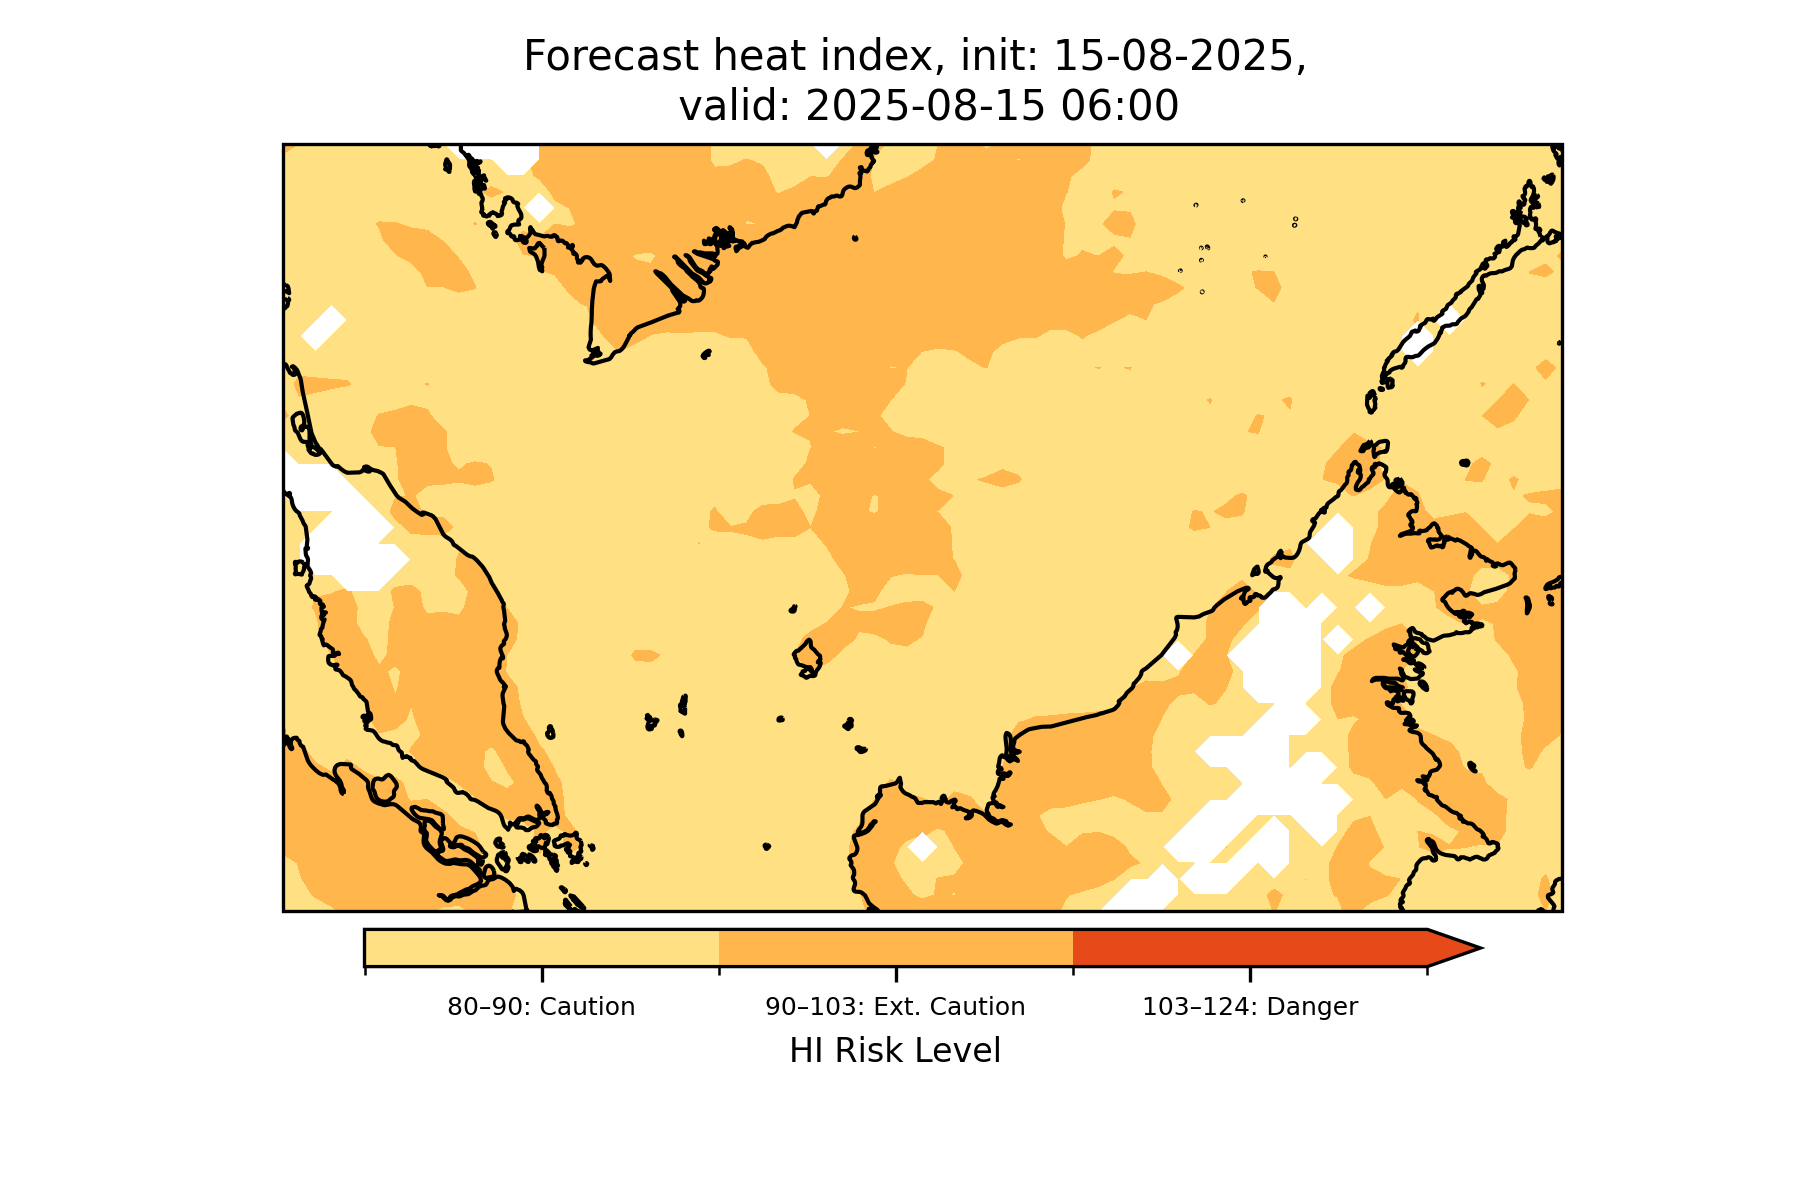 Forecast heat index, init: 15-08-2025,
valid: 2025-08-15 06:00
80–90: Caution
90–103: Ext. Caution
103–124: Danger
HI Risk Level